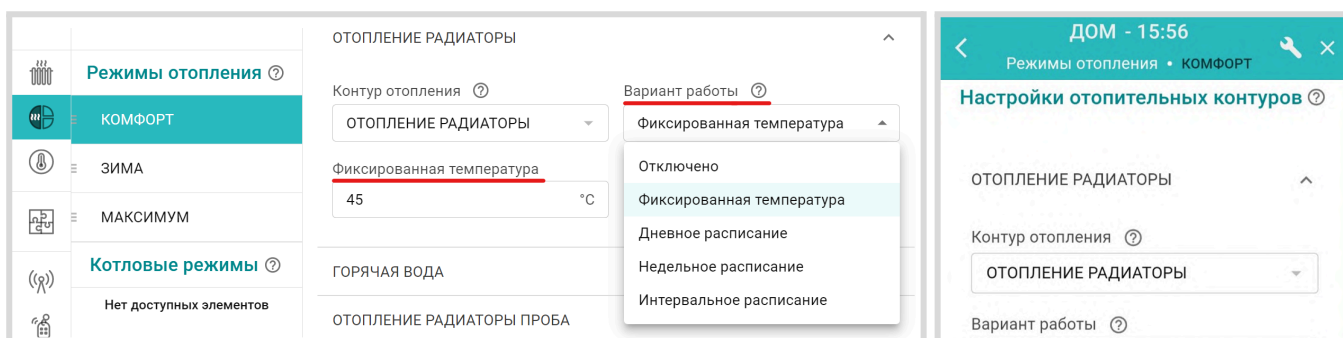 ОТОПЛЕНИЕ РАДИАТОРЫ
Режимы отопления
Контур отопления
Вариант работы
КОМФОРТ
ОТОПЛЕНИЕ РАДИАТОРЫ
Фиксированная температура
ЗИМА
Фиксированная температура
Отключено
45 °C
Фиксированная температура
МАКСИМУМ
Дневное расписание
Котловые режимы
ГОРЯЧАЯ ВОДА
Недельное расписание
Нет доступных элементов
Интервальное расписание
ОТОПЛЕНИЕ РАДИАТОРЫ ПРОБА
ДОМ - 15:56
Режимы отопления • КОМФОРТ
Настройки отопительных контуров
ОТОПЛЕНИЕ РАДИАТОРЫ
Контур отопления
ОТОПЛЕНИЕ РАДИАТОРЫ
Вариант работы